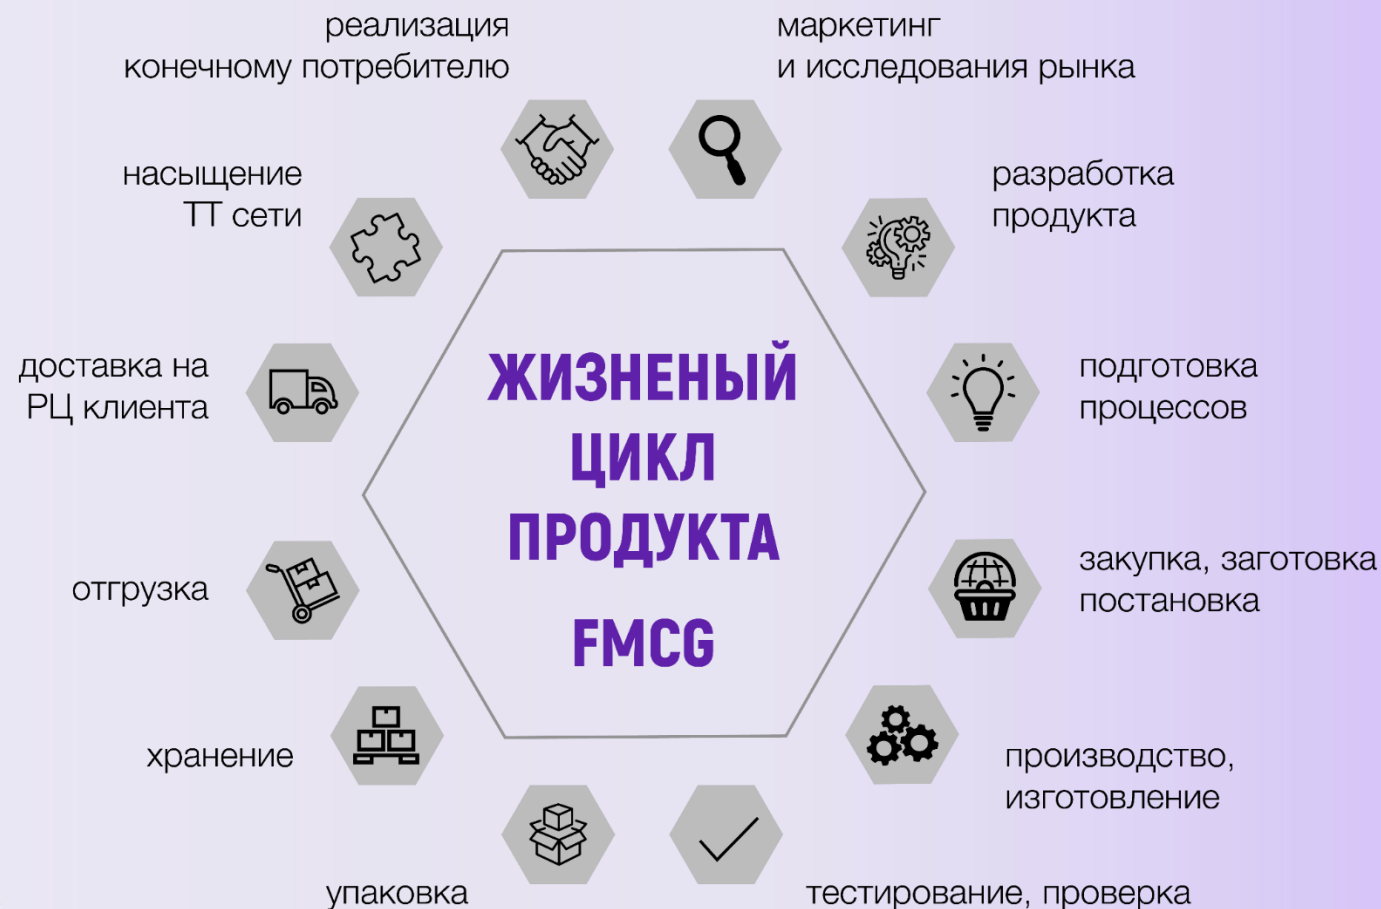 реализация
конечному потребителю
маркетинг
и исследования рынка
насыщение
ТТ сети
разработка
продукта
доставка на
РЦ клиента
ЖИЗНЕНЫЙ
ЦИКЛ
ПРОДУКТА
FMCG
подготовка
процессов
отгрузка
закупка, заготовка
постановка
хранение
производство,
изготовление
упаковка
тестирование, проверка